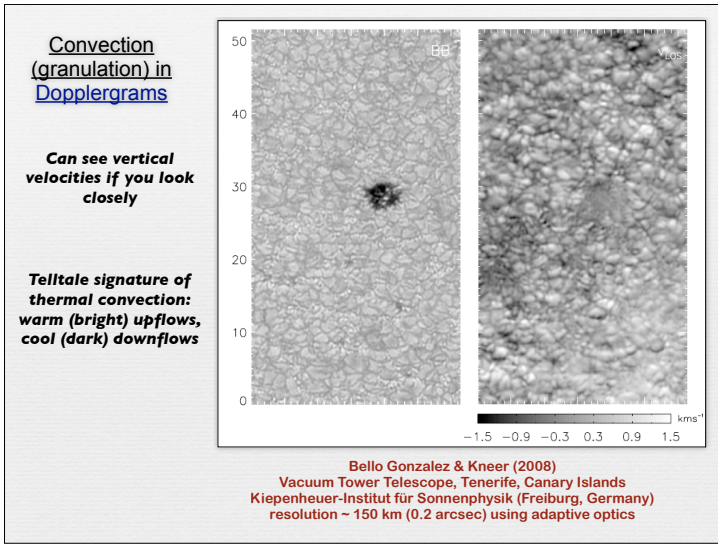 Convection
(granulation) in
Dopplergrams
Can see vertical
velocities if you look
closely
Telltale signature of
thermal convection:
warm (bright) upflows,
cool (dark) downflows
50
40
30
20
10
0
BB
VLOS
-1.5 -0.9 -0.3 0.3 0.9 1.5
kms⁻¹
Bello Gonzalez & Kneer (2008)
Vacuum Tower Telescope, Tenerife, Canary Islands
Kiepenheuer-Institut für Sonnenphysik (Freiburg, Germany)
resolution ~ 150 km (0.2 arcsec) using adaptive optics